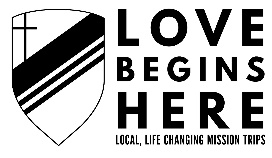 LOVE
BEGINS
HERE
LOCAL, LIFE CHANGING MISSION TRIPS